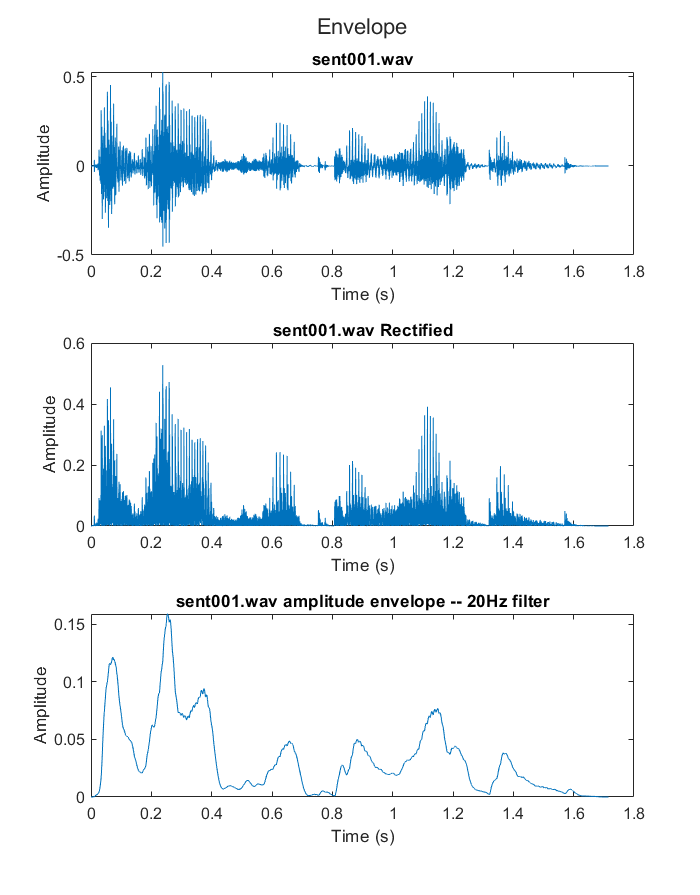 Envelope
sent001.wav
0.5
0
-0.5
Amplitude
0 0.2 0.4 0.6 0.8 1 1.2 1.4 1.6 1.8
Time (s)
sent001.wav Rectified
0.6
0.4
0.2
0
Amplitude
0 0.2 0.4 0.6 0.8 1 1.2 1.4 1.6 1.8
Time (s)
sent001.wav amplitude envelope -- 20Hz filter
0.15
0.1
0.05
0
Amplitude
0 0.2 0.4 0.6 0.8 1 1.2 1.4 1.6 1.8
Time (s)